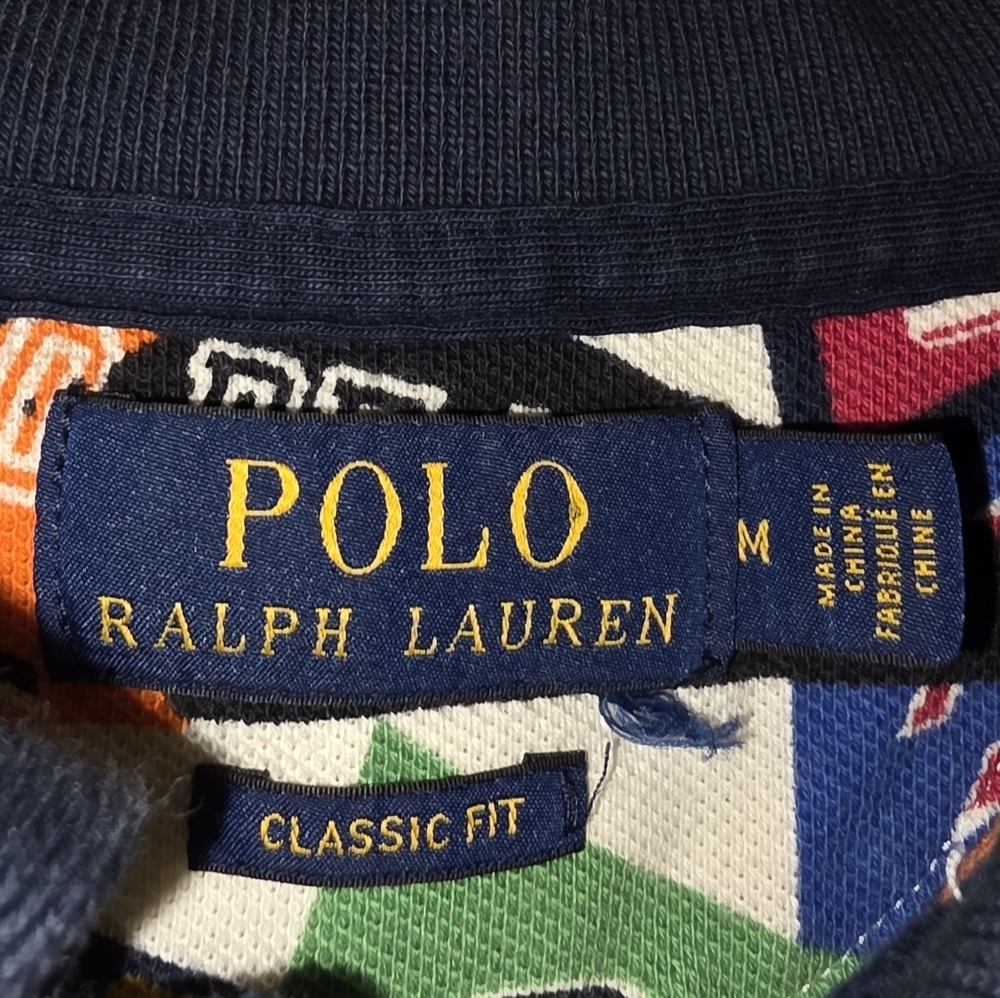 POLO
RALPH LAUREN
M
MADE IN
CHINA
FABRIQUÉ EN
CHINE
CLASSIC FIT